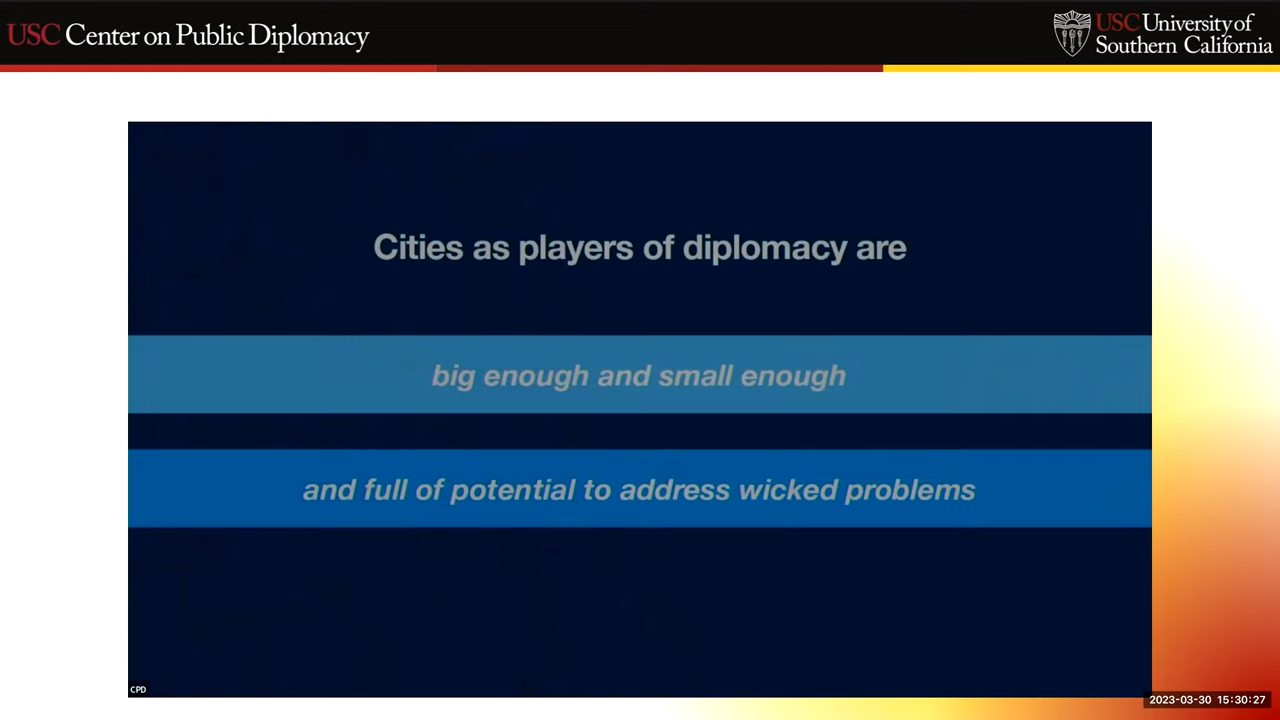 USC Center on Public Diplomacy
USC University of
Southern California
Cities as players of diplomacy are
big enough and small enough
and full of potential to address wicked problems
CPD
2023-03-30 15:30:27